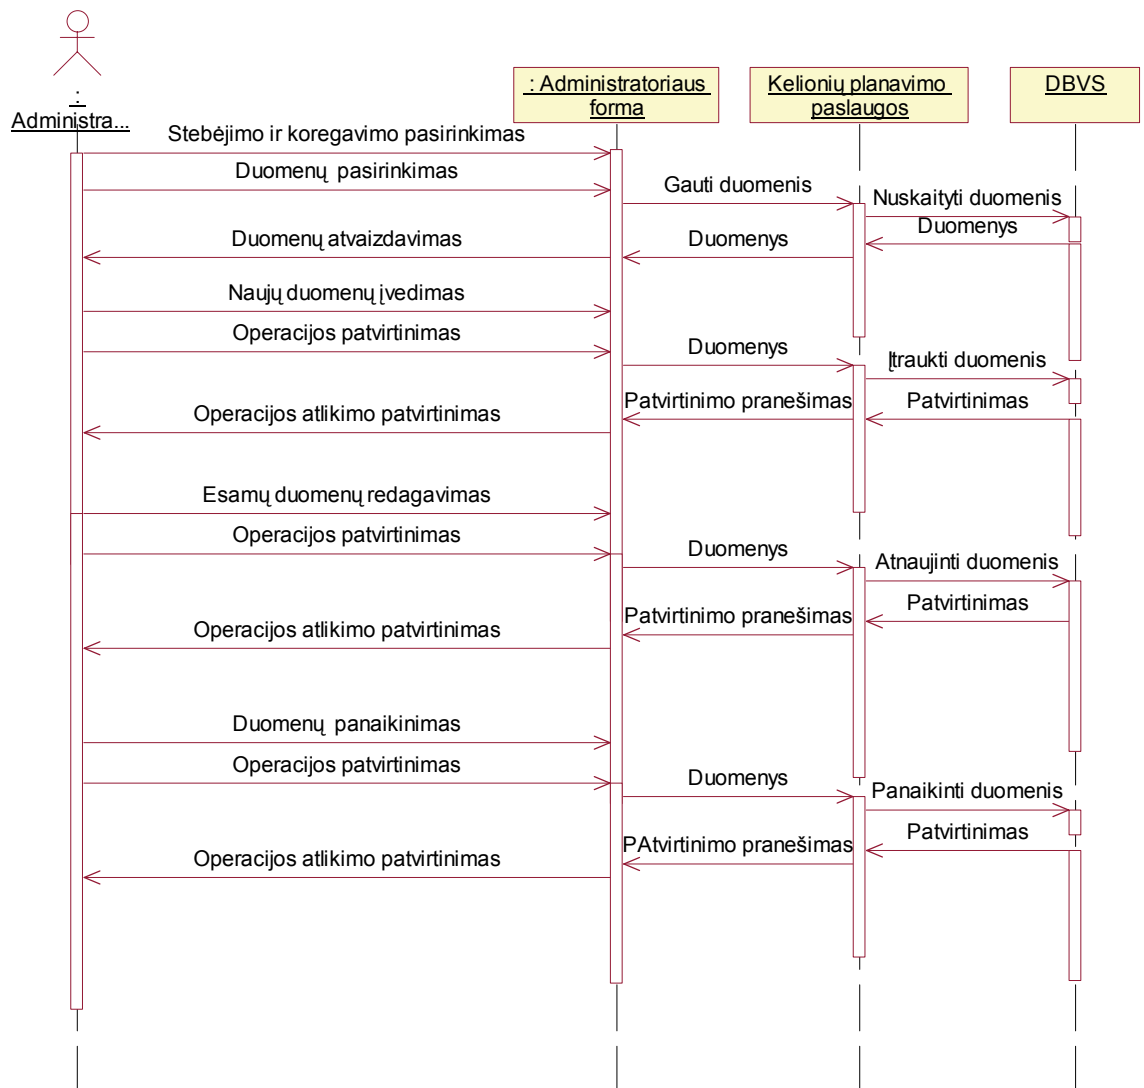 :
Administra...
: Administratoriaus
forma
Kelionių planavimo
paslaugos
DBVS
Stebėjimo ir koregavimo pasirinkimas
Duomenų pasirinkimas
Gauti duomenis
Nuskaityti duomenis
Duomenys
Duomenys
Duomenų atvaizdavimas
Naujų duomenų įvedimas
Operacijos patvirtinimas
Duomenys
Įtraukti duomenis
Patvirtinimas
Patvirtinimo pranešimas
Operacijos atlikimo patvirtinimas
Esamų duomenų redagavimas
Operacijos patvirtinimas
Duomenys
Atnaujinti duomenis
Patvirtinimas
Patvirtinimo pranešimas
Operacijos atlikimo patvirtinimas
Duomenų panaikinimas
Operacijos patvirtinimas
Duomenys
Panaikinti duomenis
Patvirtinimas
PAtvirtinimo pranešimas
Operacijos atlikimo patvirtinimas